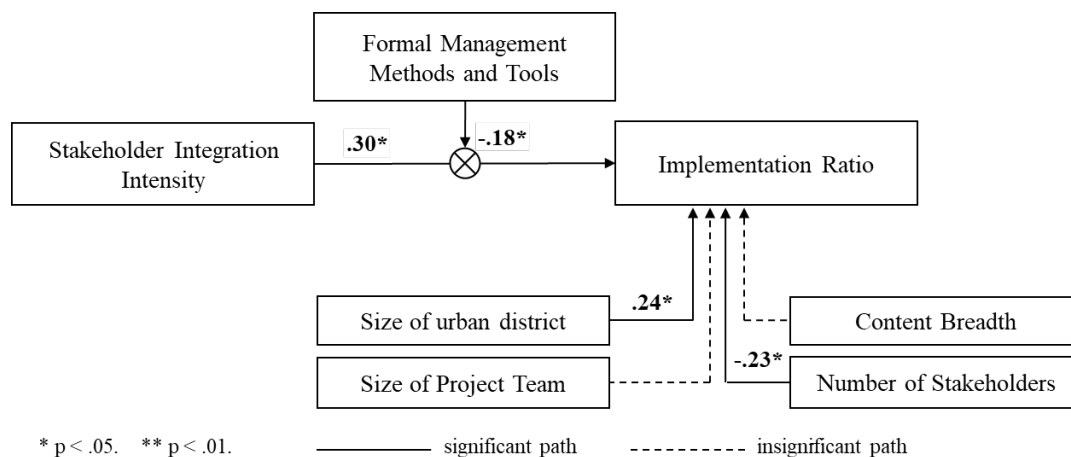 Formal Management
Methods and Tools
Stakeholder Integration
Intensity
.30*
-.18*
Implementation Ratio
Size of urban district
.24*
Content Breadth
Size of Project Team
-.23*
Number of Stakeholders
* p < .05. ** p < .01.
significant path
insignificant path